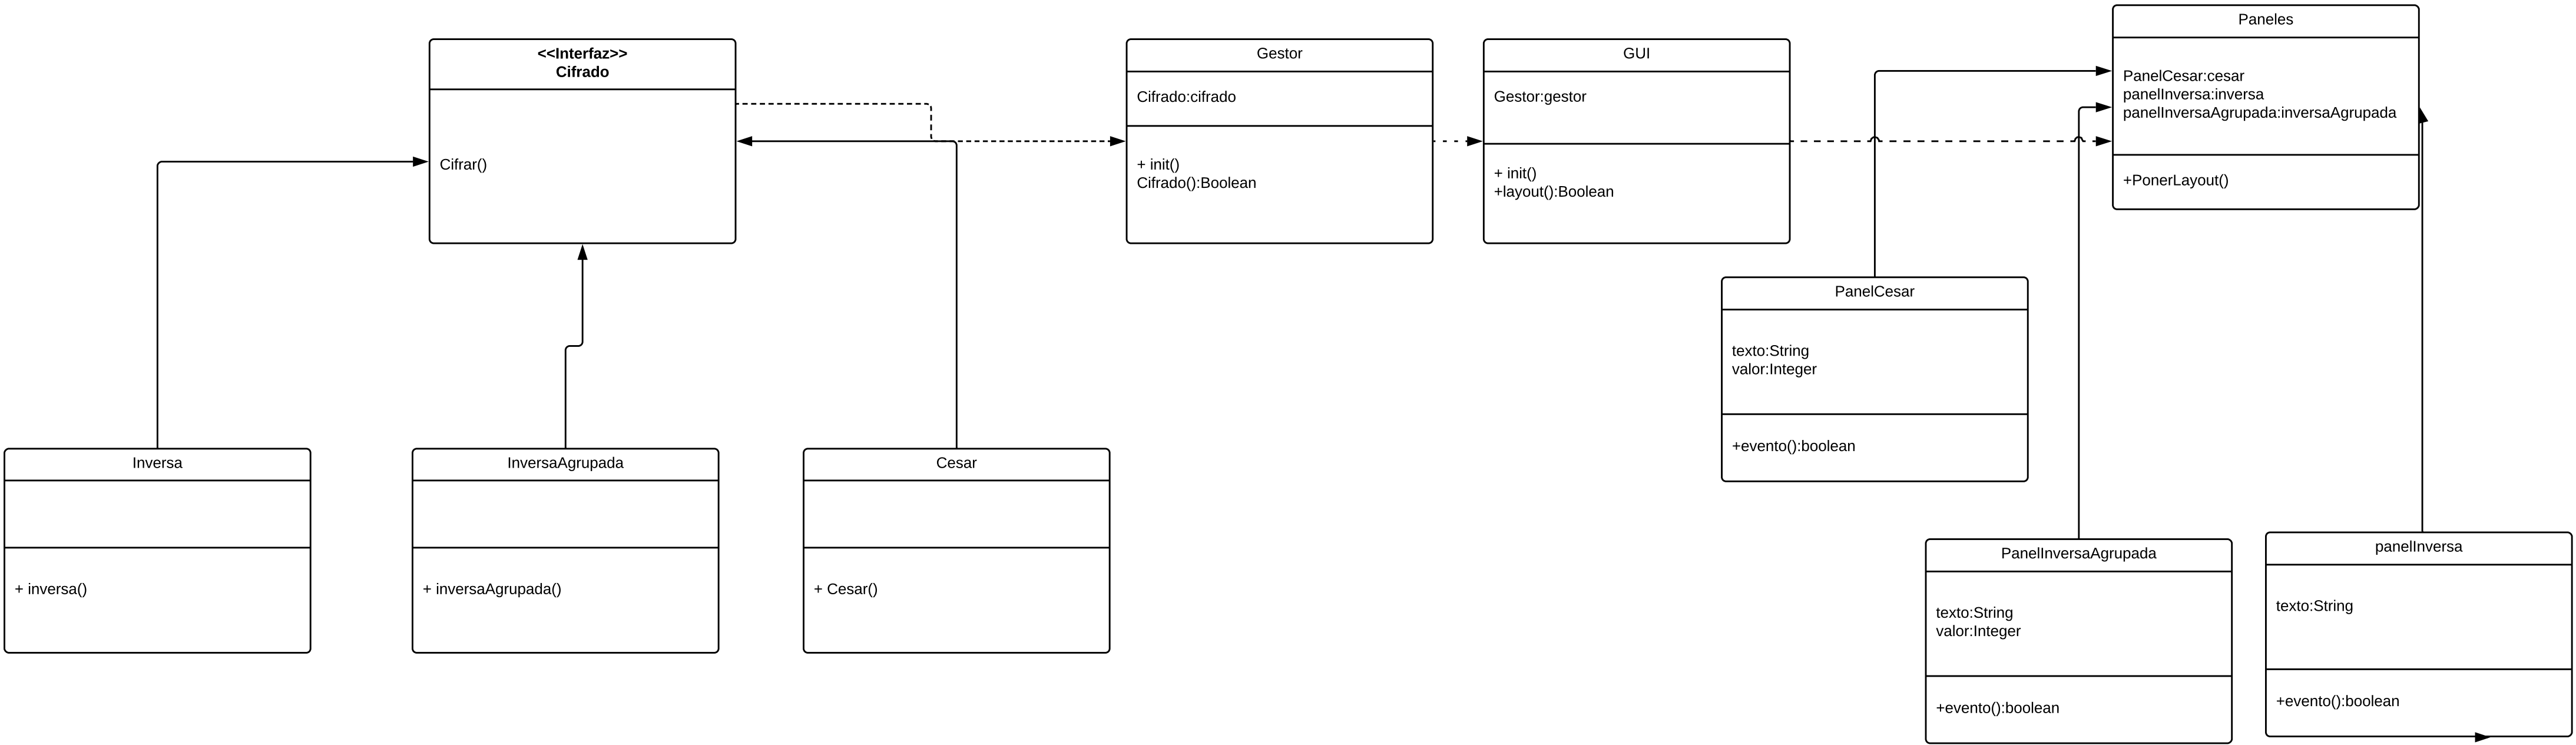 <<Interfaz>>
Cifrado
Cifrar()
Gestor
Cifrado:cifrado
+ init()
Cifrado():Boolean
GUI
Gestor:gestor
+ init()
+layout():Boolean
Paneles
PanelCesar:cesar
panelInversa:inversa
panelInversaAgrupada:inversaAgrupada
+PonerLayout()
PanelCesar
texto:String
valor:Integer
+evento():boolean
Inversa
+ inversa()
InversaAgrupada
+ inversaAgrupada()
Cesar
+ Cesar()
PanelInversaAgrupada
texto:String
valor:Integer
+evento():boolean
panelInversa
texto:String
+evento():boolean